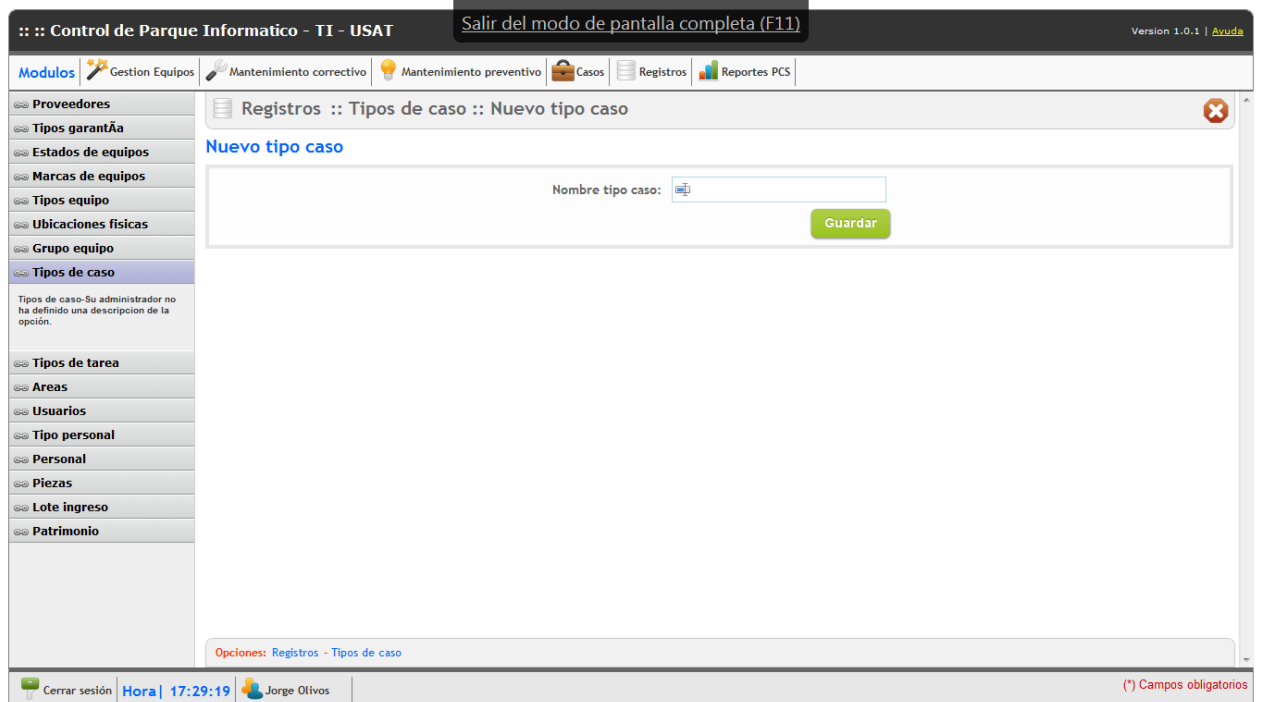 Salir del modo de pantalla completa (F11)
:: :: Control de Parque Informatico - TI - USAT
Version 1.0.1 | Ayuda
Modulos Gestion Equipos Mantenimiento correctivo Mantenimiento preventivo Casos Registros Reportes PCS
Proveedores
Tipos garantÃa
Estados de equipos
Marcas de equipos
Tipos equipo
Ubicaciones fisicas
Grupo equipo
Tipos de caso
Tipos de caso-Su administrador no
ha definido una descripcion de la
opción.
Tipos de tarea
Areas
Usuarios
Tipo personal
Personal
Piezas
Lote ingreso
Patrimonio
Registros :: Tipos de caso :: Nuevo tipo caso
Nuevo tipo caso
Nombre tipo caso:
Guardar
Opciones: Registros - Tipos de caso
Cerrar sesión Hora| 17:29:19 Jorge Olivos
(*) Campos obligatorios